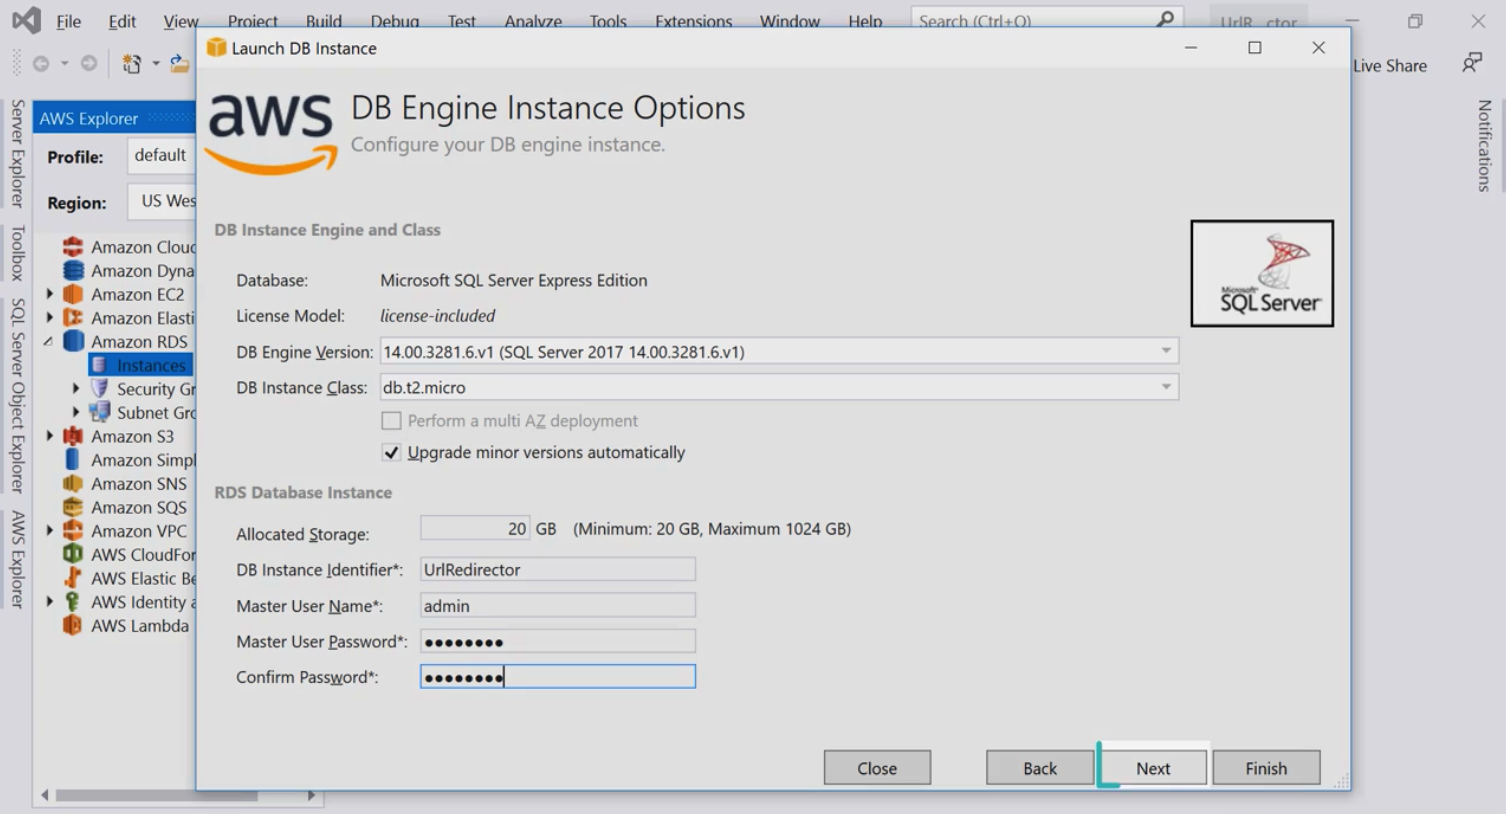 File Edit View Project Build Debug Test Analyze Tools Extensions Window Help Search (Ctrl+Q) UrlR ctor
Launch DB Instance
Live Share
Server Explorer
Toolbox
SQL Server Object Explorer
AWS Explorer
Notifications
AWS Explorer
Profile: default
Region: US Wes
Amazon Clou
Amazon Dyna
Amazon EC2
Amazon Elasti
Amazon RDS
Instances
Security Gr
Subnet Gro
Amazon S3
Amazon Simpl
Amazon SNS
Amazon SQS
Amazon VPC
AWS CloudFor
AWS Elastic Be
AWS Identity a
AWS Lambda
aws
DB Engine Instance Options
Configure your DB engine instance.
DB Instance Engine and Class
Microsoft
SQL Server
Database: Microsoft SQL Server Express Edition
License Model: license-included
DB Engine Version: 14.00.3281.6.v1 (SQL Server 2017 14.00.3281.6.v1)
DB Instance Class: db.t2.micro
Perform a multi AZ deployment
Upgrade minor versions automatically
RDS Database Instance
Allocated Storage: 20 GB (Minimum: 20 GB, Maximum 1024 GB)
DB Instance Identifier*: UrlRedirector
Master User Name*: admin
Master User Password*: ●●●●●●●●
Confirm Password*: ●●●●●●●●
Close Back Next Finish